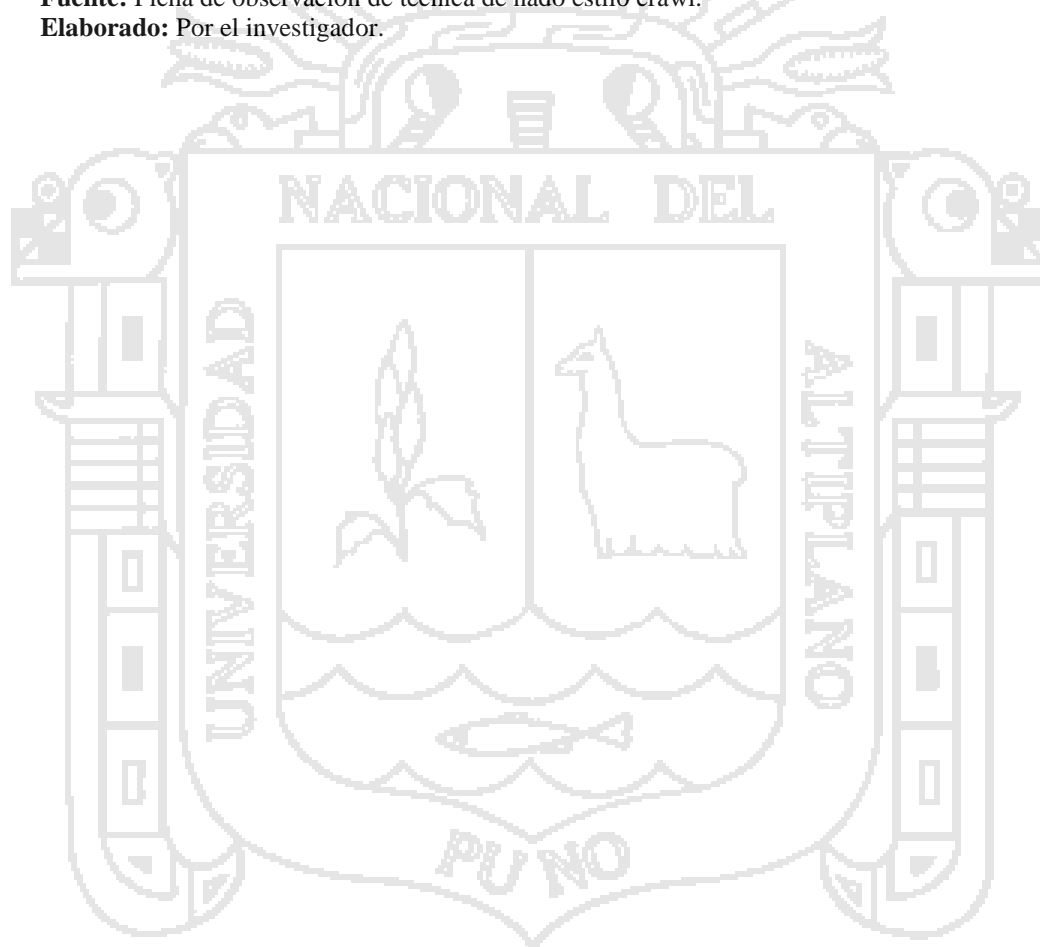 Fuente: Ficha de observación de técnica de nado estilo crawl.
Elaborado: Por el investigador.
NACIONAL DEL
UNIVERSIDAD
ALTIPLANO
PUNO